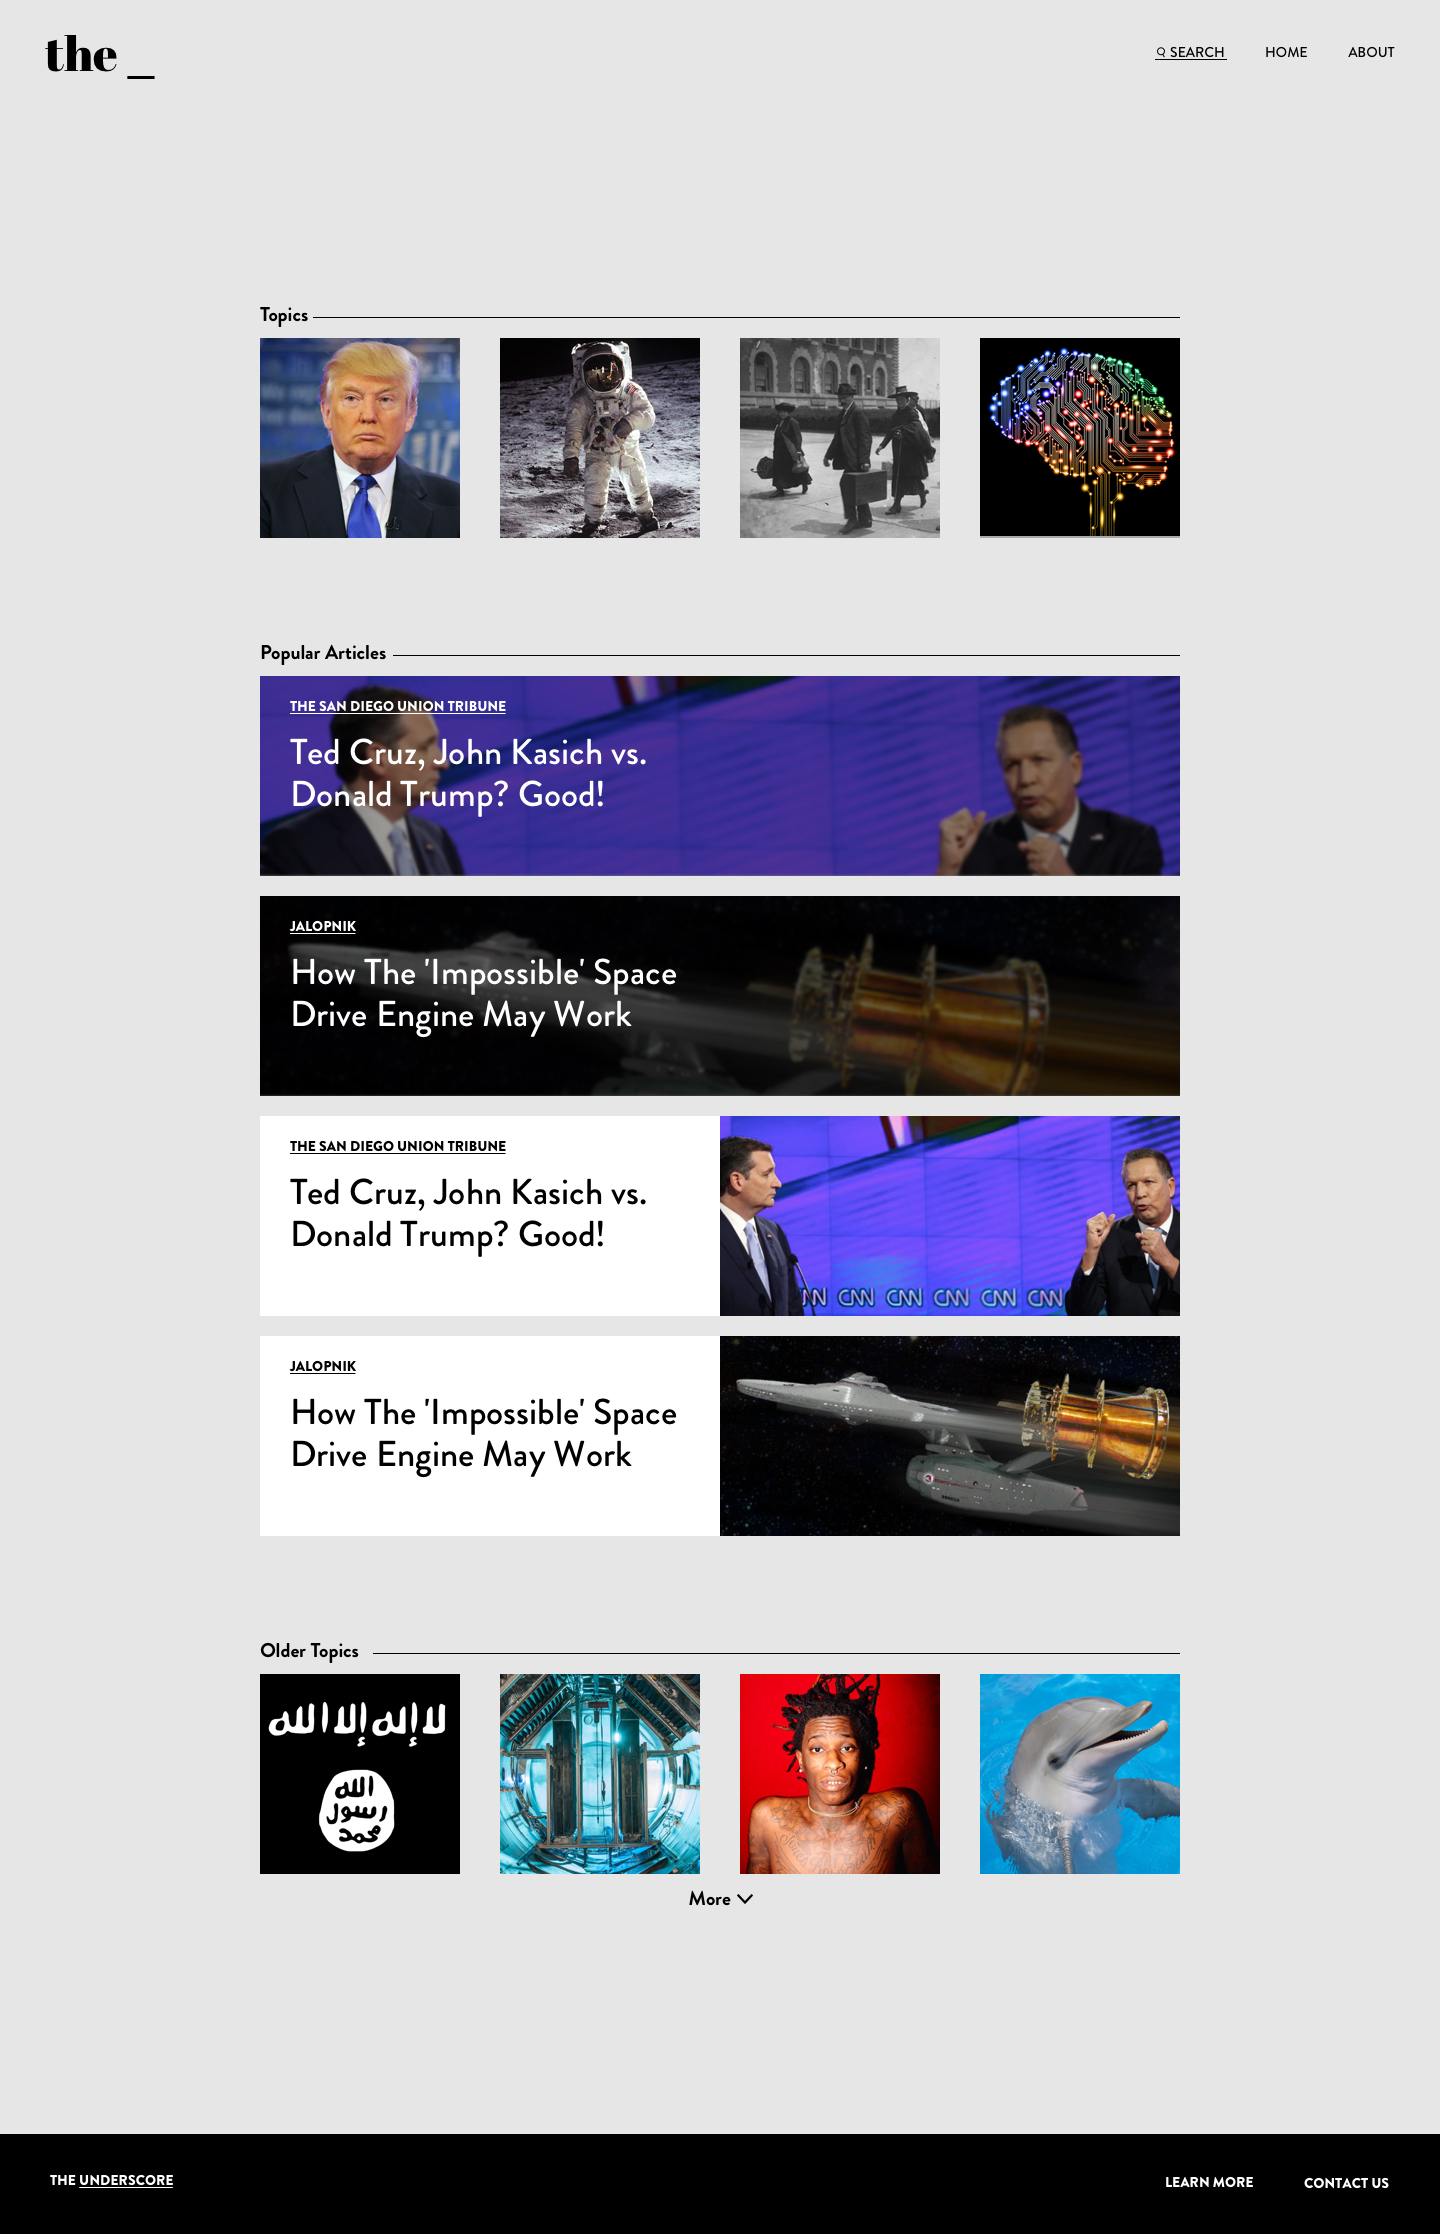 the _
SEARCH HOME ABOUT
Topics
Popular Articles
THE SAN DIEGO UNION TRIBUNE
Ted Cruz, John Kasich vs.
Donald Trump? Good!
JALOPNIK
How The 'Impossible' Space
Drive Engine May Work
THE SAN DIEGO UNION TRIBUNE
Ted Cruz, John Kasich vs.
Donald Trump? Good!
CNN CNN CNN CNN CNN
JALOPNIK
How The 'Impossible' Space
Drive Engine May Work
Older Topics
لا إله إلا الله
الله
رسول
محمد
More
THE UNDERSCORE
LEARN MORE CONTACT US